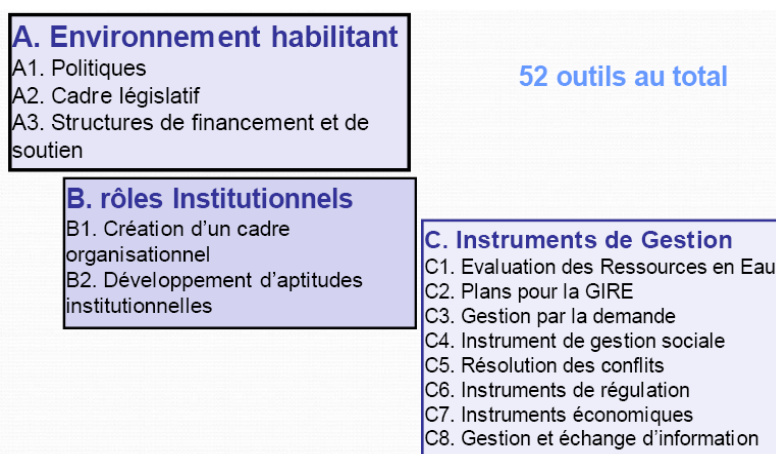 A. Environnement habilitant
A1. Politiques
A2. Cadre législatif
A3. Structures de financement et de
soutien
52 outils au total
B. rôles Institutionnels
B1. Création d'un cadre
organisationnel
B2. Développement d'aptitudes
institutionnelles
C. Instruments de Gestion
C1. Evaluation des Ressources en Eau
C2. Plans pour la GIRE
C3. Gestion par la demande
C4. Instrument de gestion sociale
C5. Résolution des conflits
C6. Instruments de régulation
C7. Instruments économiques
C8. Gestion et échange d'information